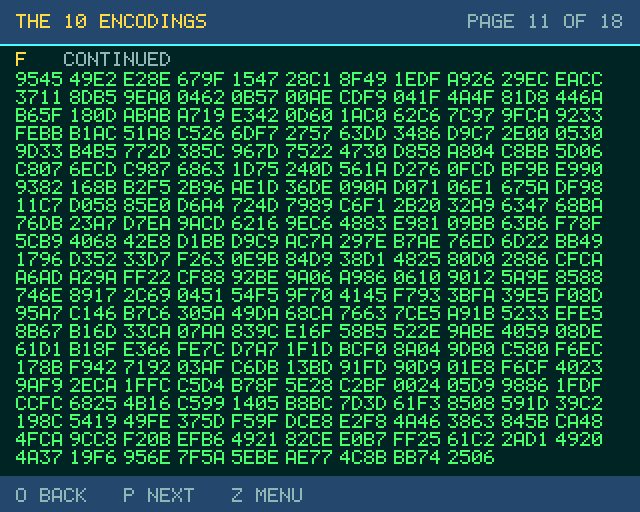 THE 10 ENCODINGS PAGE 11 OF 18
F CONTINUED
9545 49E2 E28E 679F 1547 28C1 8F49 1EDF A926 29EC EACC
3711 8DB5 9EA0 0462 0B57 00AE CDF9 041F 4A4F 81D8 446A
B65F 180D ABAB A719 E342 0D60 1AC0 62C6 7C97 9FCA 9233
FEBB B1AC 51A8 C526 6DF7 2757 63DD 3486 D9C7 2E00 0530
9D33 B4B5 772D 385C 967D 7522 4730 D858 A804 C8BB 5D06
C807 6ECD C987 6863 1D75 240D 561A D276 0FCD BF9B E990
9382 168B B2F5 2B96 AE1D 36DE 090A D071 06E1 675A DF98
11C7 D058 85E0 D6A4 724D 7989 C6F1 2B20 32A9 6347 68BA
76DB 23A7 D7EA 9ACD 6216 9EC6 4883 E981 09BB 63B6 F78F
5CB9 4068 42E8 D1BB D9C9 AC7A 297E B7AE 76ED 6D22 BB49
1796 D352 33D7 F263 0E9B 84D9 38D1 4825 80D0 2886 CFCA
A6AD A29A FF22 CF88 92BE 9A06 A986 0610 9012 5A9E 8588
746E 8917 2C69 0451 54F5 9F70 4145 F793 3BFA 39E5 F08D
95A7 C146 B7C6 305A 49DA 68CA 7663 7CE5 A91B 5233 EFE5
8B67 B16D 33CA 07AA 839C E16F 58B5 522E 9ABE 4059 08DE
61D1 B18F E366 FE7C D7A7 1F1D BCF0 8A04 9DB0 C580 F6EC
178B F942 7192 03AF C6DB 13BD 91FD 90D9 01E8 F6CF 4023
9AF9 2ECA 1FFC C5D4 B78F 5E28 C2BF 0024 05D9 9886 1FDF
CCFC 6825 4B16 C599 1405 B8BC 7D3D 61F3 8508 591D 39C2
198C 5419 49FE 375D F59F DCE8 E2F8 4A46 3863 845B CA48
4FCA 9CC8 F20B EFB6 4921 82CE E0B7 FF25 61C2 2AD1 4920
4A37 19F6 956E 7F5A 5EBE AE77 4C8B BB74 2506
O BACK P NEXT Z MENU